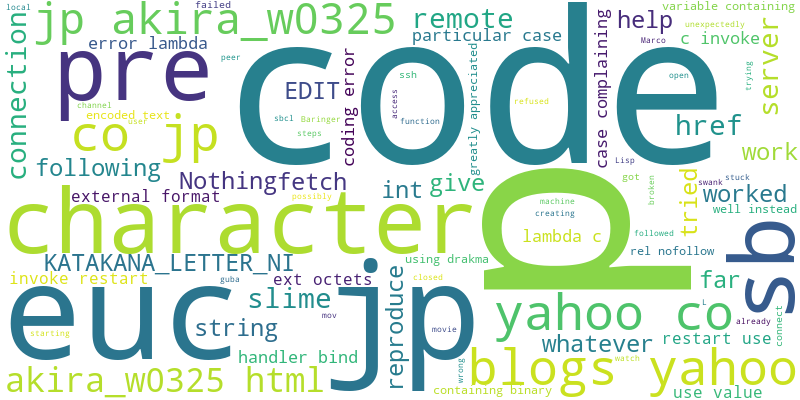 local
failed
variable containing
jp akira_w0325
remote
help
unexpectedly
error lambda
particular case
c invoke
Marco
connection
pre
code
peer
coding error
greatly appreciated
case complaining
server
ssh
open
trying
channel
EDIT
access
refused
encoded text
user
sbcl
Baringer
function
steps
co jp
href
work
following
Nothingfetch
int
give
Lisp
got
swank
stuck
external format
possibly
broken
tried
worked
character
p
machine
creating
well instead
lambda c
followed
sb
KATAKANA_LETTER_NI
using drakma
rel nofollow
invoke restart
guba
ext octets
closed
reproduce
far
euc
jp
slime
yahoo co
L
mov
already
connect
starting
string
movie
whatever
restart use
handler bind
wrong
blogs yahoo
watch
akira_w0325 html
containing binary
use value